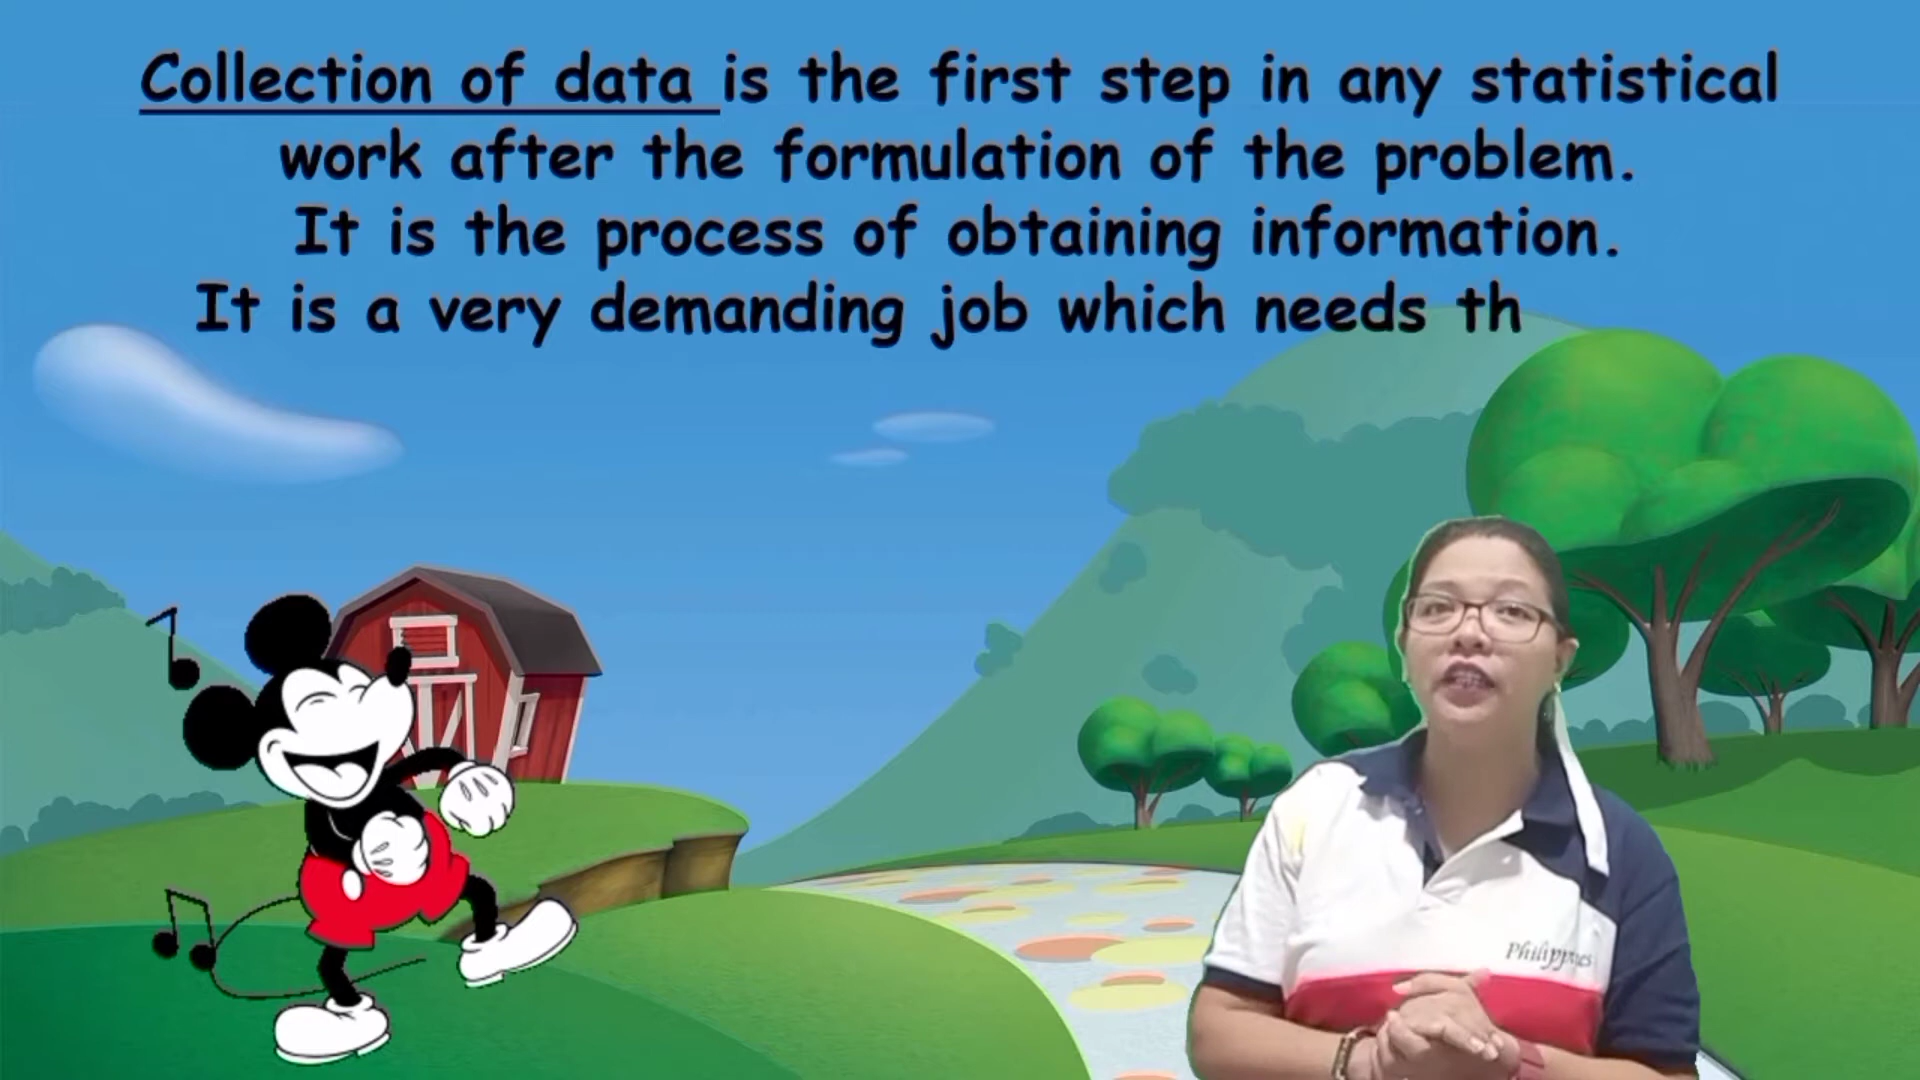 Collection of data is the first step in any statistical
work after the formulation of the problem.
It is the process of obtaining information.
It is a very demanding job which needs th
Philippines